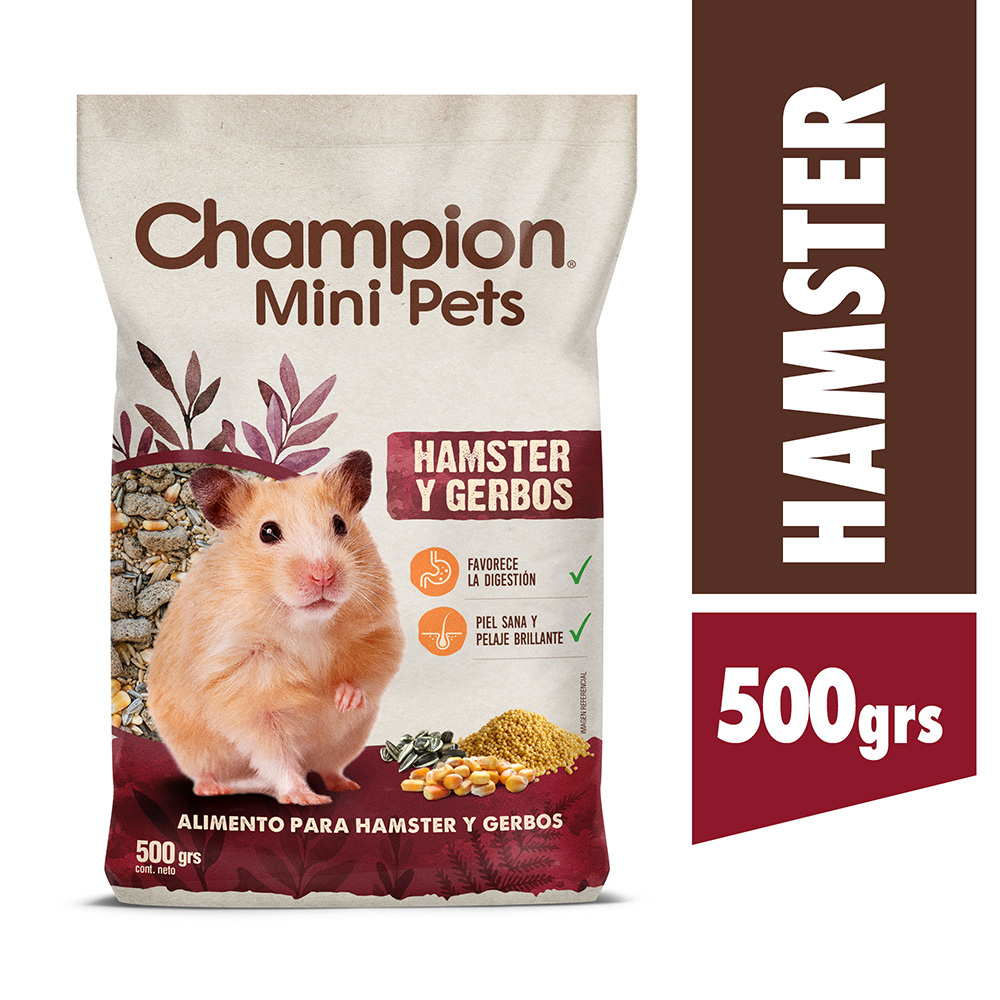 Champion®
Mini Pets
HAMSTER
Y GERBOS
FAVORECE
LA DIGESTIÓN
PIEL SANA Y
PELAJE BRILLANTE
IMAGEN REFERENCIAL
ALIMENTO PARA HAMSTER Y GERBOS
500 grs
cont. neto
HAMSTER
500grs